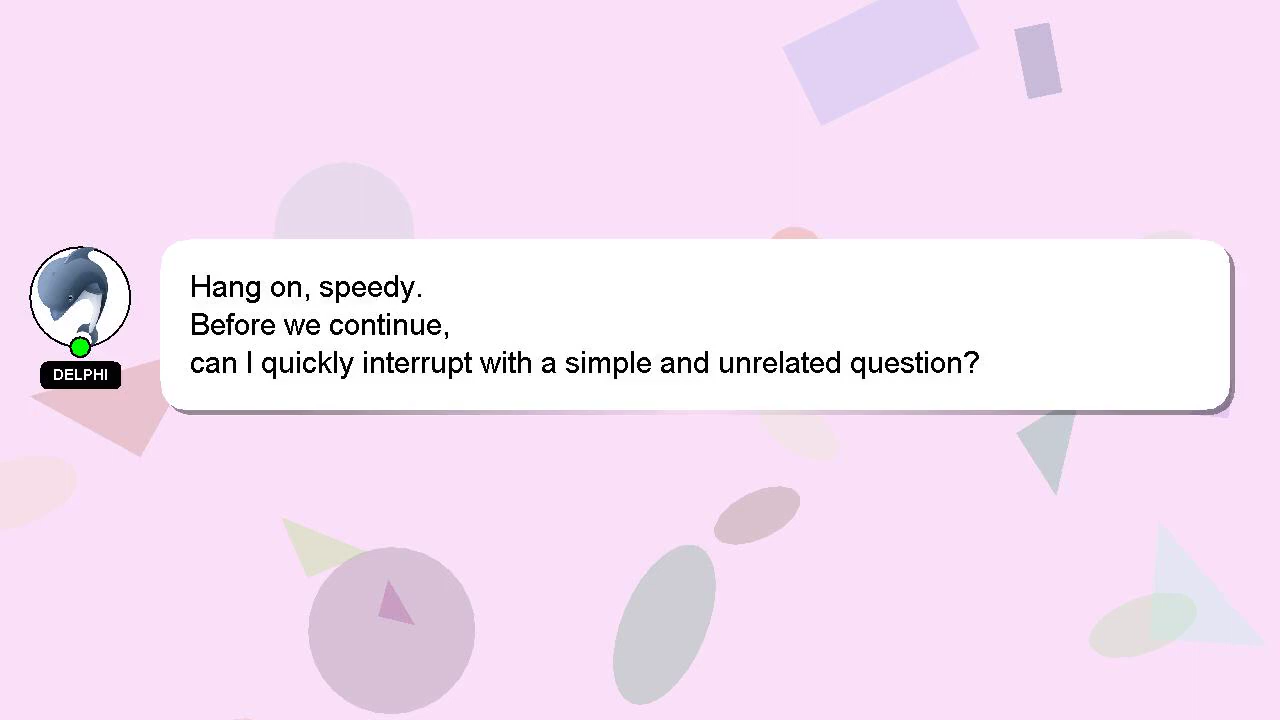 Hang on, speedy.
Before we continue,
can I quickly interrupt with a simple and unrelated question?
DELPHI